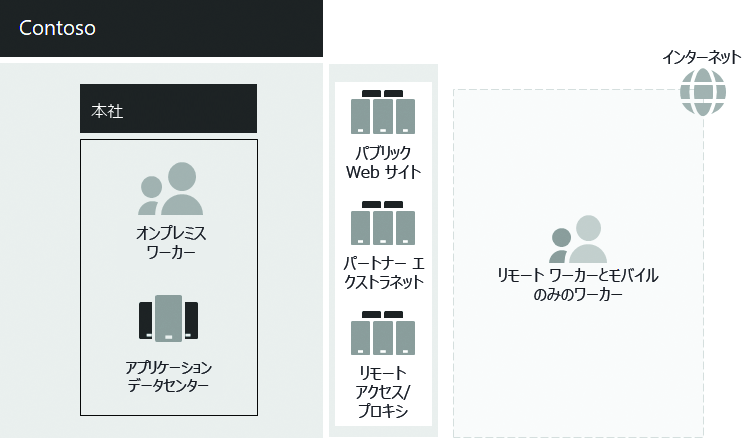 Contoso
本社
オンプレミス
ワーカー
アプリケーション
データセンター
パブリック
Web サイト
パートナー エ
クストラネット
リモート
アクセス/
プロキシ
インターネット
リモート ワーカーとモバイル
のみのワーカー